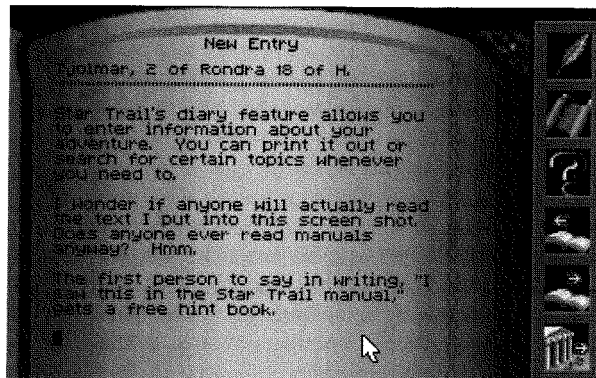 New Entry
Tyolmar, 2 of Rondra 18 of H.
Star Trail's diary feature allows you
to enter information about your
adventure. You can print it out or
search for certain topics whenever
you need to.
I wonder if anyone will actually read
the text I put into this screen shot.
Does anyone ever read manuals
anyway? Hmm.
The first person to say in writing, "I
saw this in the Star Trail manual,"
gets a free hint book.